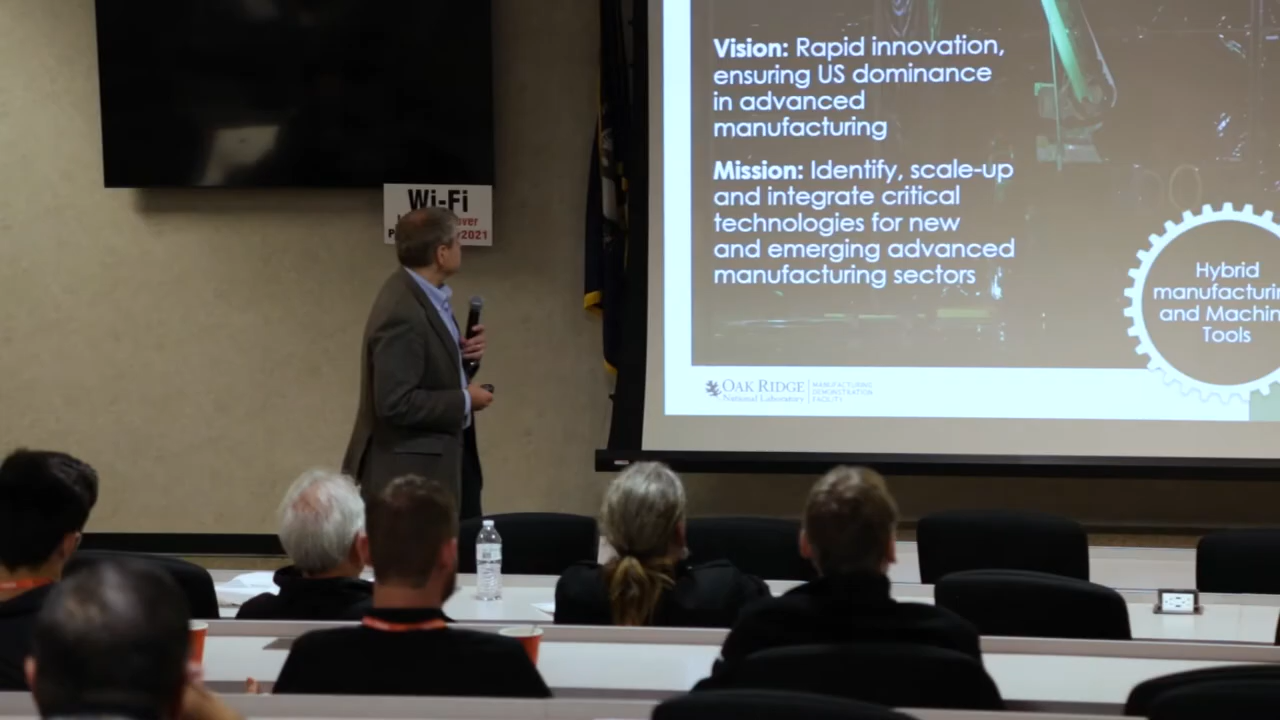 Vision: Rapid innovation,
ensuring US dominance
in advanced
manufacturing
Mission: Identify, scale-up
and integrate critical
technologies for new
and emerging advanced
manufacturing sectors
Hybrid
manufacturin
and Machin
Tools
OAK RIDGE
National Laboratory
MANUFACTURING
DEMONSTRATION
FACILITY
Wi-Fi
2021